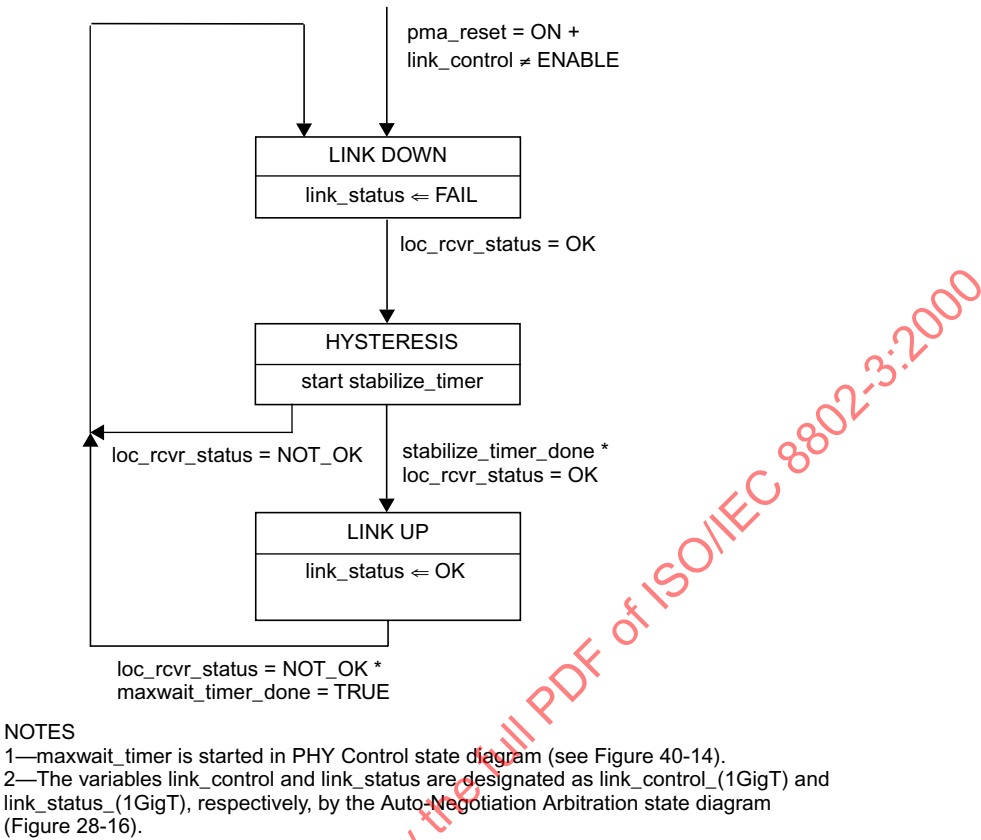 pma_reset = ON +
link_control ≠ ENABLE
LINK DOWN
link_status ⇐ FAIL
loc_rcvr_status = OK
HYSTERESIS
start stabilize_timer
loc_rcvr_status = NOT_OK
stabilize_timer_done *
loc_rcvr_status = OK
LINK UP
link_status ⇐ OK
loc_rcvr_status = NOT_OK *
maxwait_timer_done = TRUE
NOTES
1—maxwait_timer is started in PHY Control state diagram (see Figure 40-14).
2—The variables link_control and link_status are designated as link_control_(1GigT) and
link_status_(1GigT), respectively, by the Auto-Negotiation Arbitration state diagram
(Figure 28-16).
the full PDF of ISO/IEC 8802-3:2000